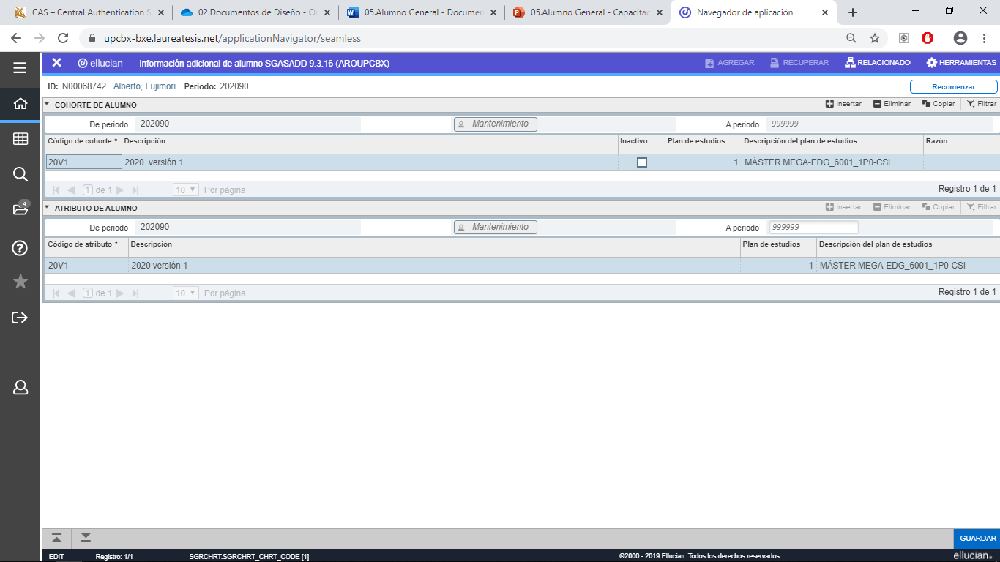 CAS – Central Authentication S
02.Documentos de Diseño - O
05.Alumno General - Documen
05.Alumno General - Capacitac
Navegador de aplicación
upcbx-bxe.laureatesis.net/applicationNavigator/seamless
ellucian Información adicional de alumno SGASADD 9.3.16 (AROUPCBX) AGREGAR RECUPERAR RELACIONADO HERRAMIENTAS
ID: N00068742 Alberto, Fujimori Periodo: 202090 Recomenzar
COHORTE DE ALUMNO Insertar Eliminar Copiar Filtrar
De periodo 202090 Mantenimiento A periodo 999999
Código de cohorte * Descripción Inactivo Plan de estudios Descripción del plan de estudios Razón
20V1 2020 versión 1 1 MÁSTER MEGA-EDG_6001_1P0-CSI
1 de 1 10 Por página Registro 1 de 1
ATRIBUTO DE ALUMNO Insertar Eliminar Copiar Filtrar
De periodo 202090 Mantenimiento A periodo 999999
Código de atributo * Descripción Plan de estudios Descripción del plan de estudios
20V1 2020 versión 1 1 MÁSTER MEGA-EDG_6001_1P0-CSI
1 de 1 10 Por página Registro 1 de 1
4
GUARDAR
EDIT Registro: 1/1 SGRCHRT.SGRCHRT_CHRT_CODE [1] ©2000 - 2019 Ellucian. Todos los derechos reservados. ellucian.